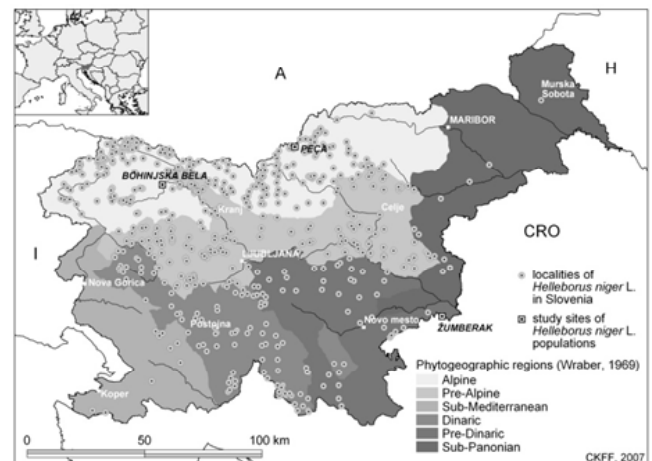 A
H
Murska
Sobota
MARIBOR
PECA
BOHINJSKA BELA
Kranj
Celje
CRO
I
LJUBLJANA
Nova Gorica
localities of
Helleborus niger L.
in Slovenia
Postojna
Novo mesto
ŽUMBERAK
study sites of
Helleborus niger L.
populations
Koper
Phytogeographic regions (Wraber, 1969)
Alpine
Pre-Alpine
Sub-Mediterranean
Dinaric
Pre-Dinaric
Sub-Panonian
0 50 100 km
CKFF, 2007